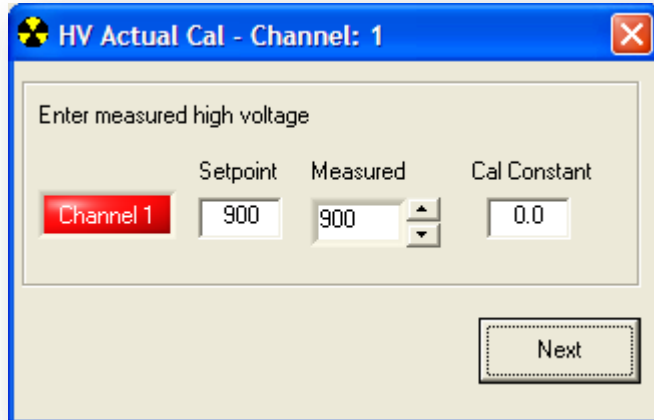 HV Actual Cal - Channel: 1
Enter measured high voltage
Setpoint Measured Cal Constant
Channel 1 900 900 0.0
Next